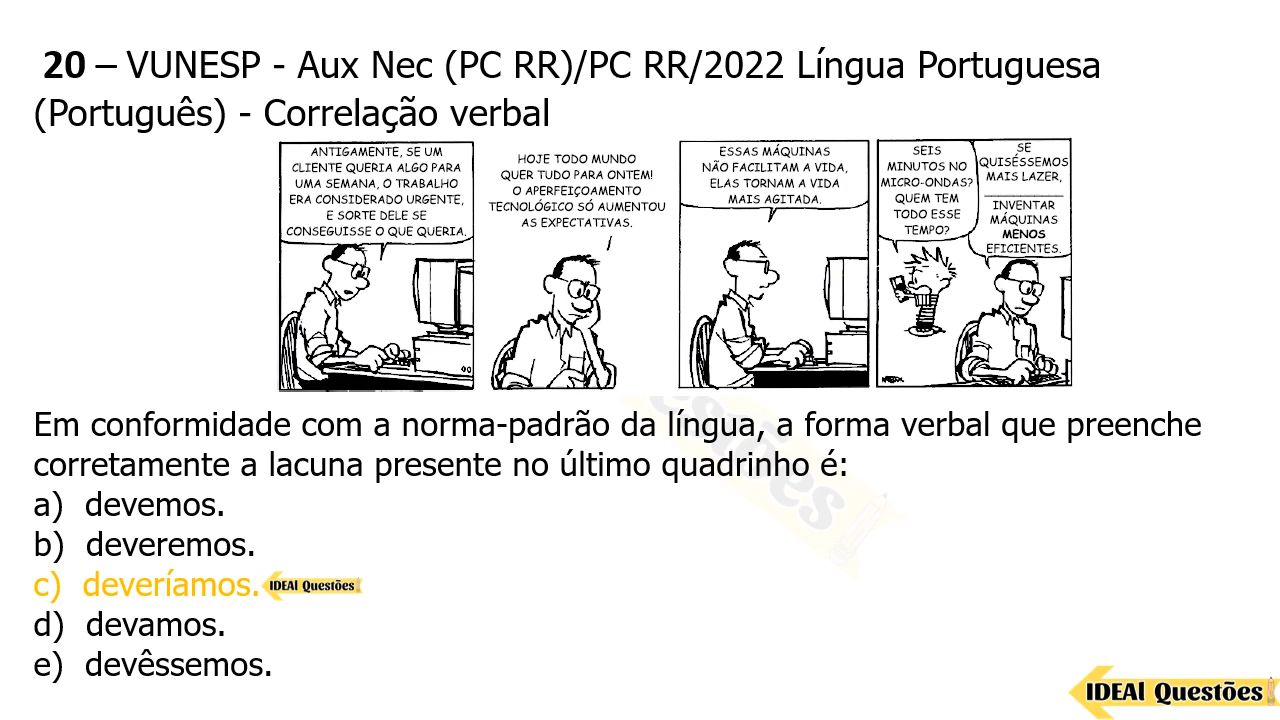 20 – VUNESP - Aux Nec (PC RR)/PC RR/2022 Língua Portuguesa
(Português) - Correlação verbal
ANTIGAMENTE, SE UM
CLIENTE QUERIA ALGO PARA
UMA SEMANA, O TRABALHO
ERA CONSIDERADO URGENTE,
E SORTE DELE SE
CONSEGUISSE O QUE QUERIA.
HOJE TODO MUNDO
QUER TUDO PARA ONTEM!
O APERFEIÇOAMENTO
TECNOLÓGICO SÓ AUMENTOU
AS EXPECTATIVAS.
ESSAS MÁQUINAS
NÃO FACILITAM A VIDA,
ELAS TORNAM A VIDA
MAIS AGITADA.
SEIS
MINUTOS NO
MICRO-ONDAS?
QUEM TEM
TODO ESSE
TEMPO?
SE
QUISÉSSEMOS
MAIS LAZER,
____________
INVENTAR
MÁQUINAS
MENOS
EFICIENTES.
Em conformidade com a norma-padrão da língua, a forma verbal que preenche
corretamente a lacuna presente no último quadrinho é:
a) devemos.
b) deveremos.
c) deveríamos. IDEAl Questões
d) devamos.
e) devêssemos.
IDEAl Questões